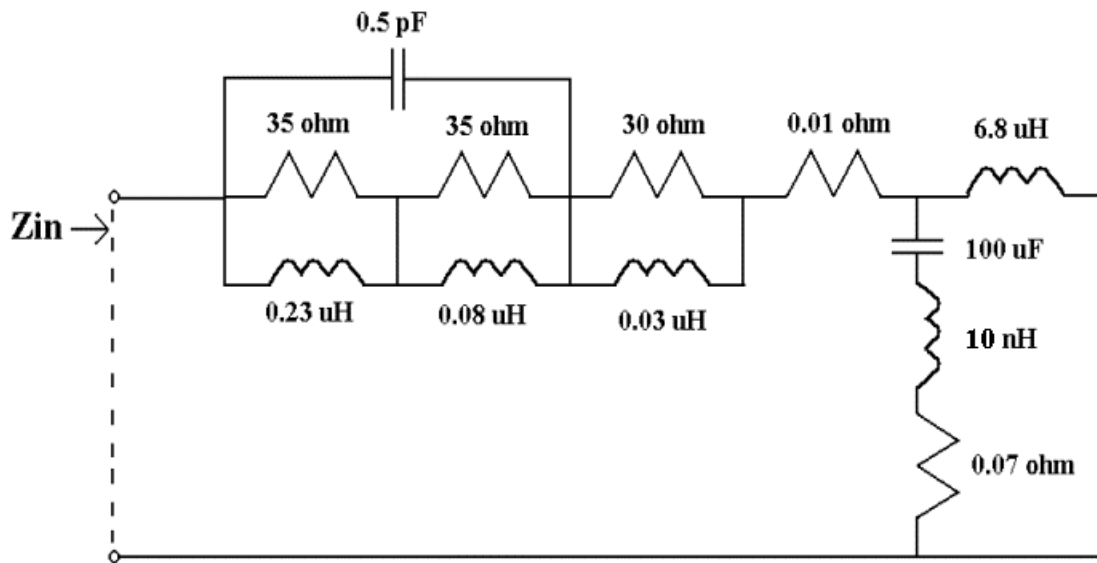 0.5 pF
35 ohm
35 ohm
30 ohm
0.01 ohm
6.8 uH
Zin
0.23 uH
0.08 uH
0.03 uH
100 uF
10 nH
0.07 ohm